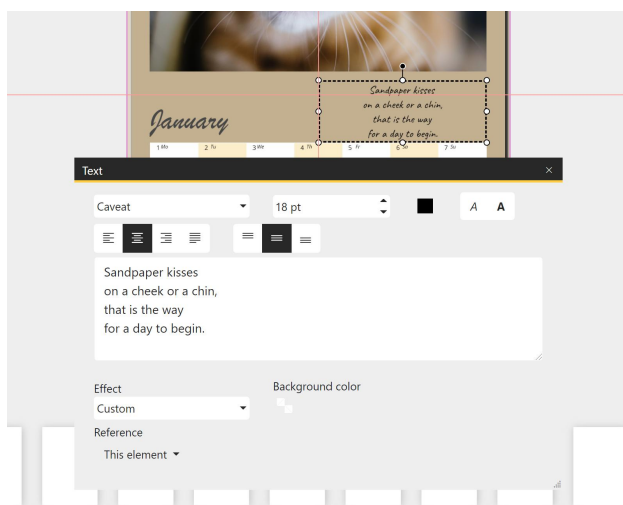 Sandpaper kisses
on a cheek or a chin,
that is the way
for a day to begin.
January
1 Mo 2 Tu 3 We 4 Th 5 Fr 6 Sa 7 Su
Text
Caveat 18 pt A A
Sandpaper kisses
on a cheek or a chin,
that is the way
for a day to begin.
Effect Background color
Custom
Reference
This element